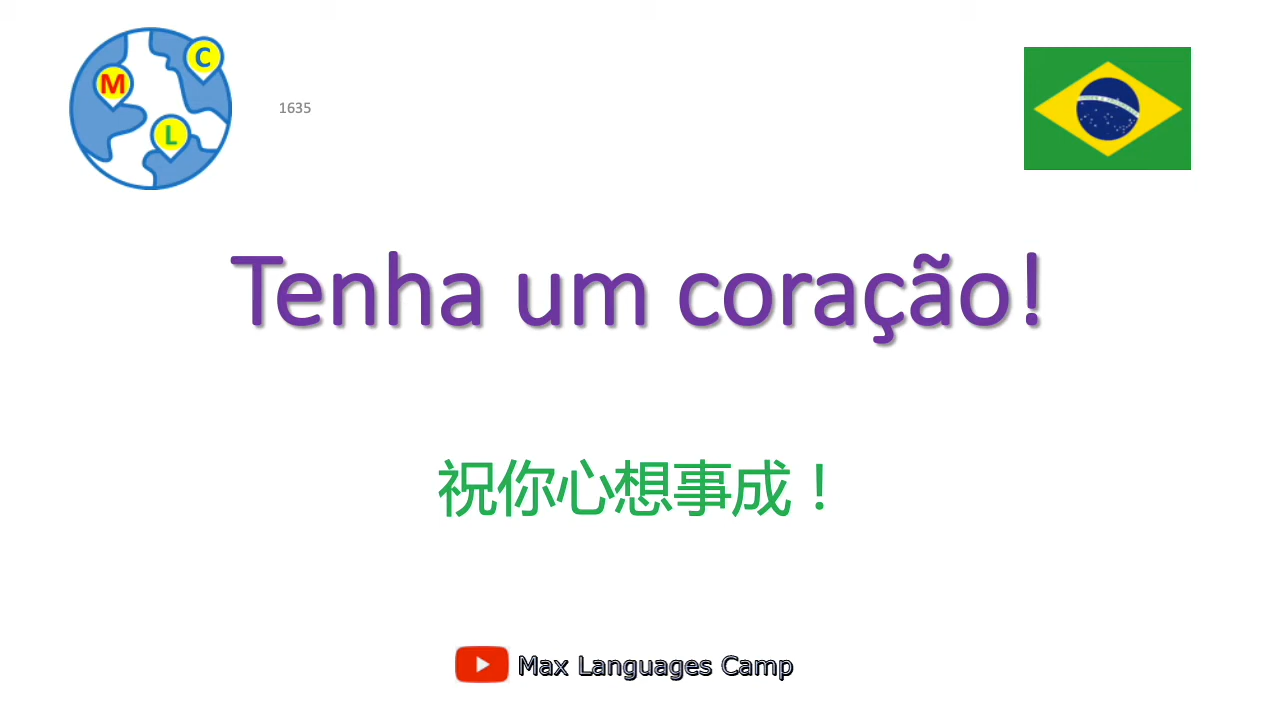 M
C
L
1635
Tenha um coração!
祝你心想事成！
Max Languages Camp